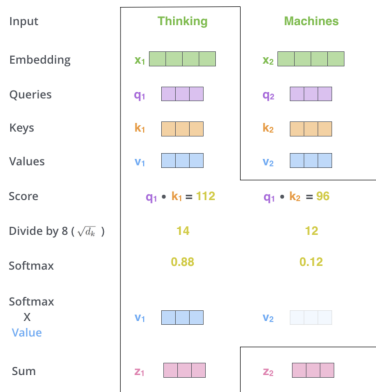 Input Thinking Machines
Embedding x₁ x₂
Queries q₁ q₂
Keys k₁ k₂
Values v₁ v₂
Score q₁ • k₁ = 112 q₁ • k₂ = 96
Divide by 8 ( √dₖ ) 14 12
Softmax 0.88 0.12
Softmax
X v₁ v₂
Value
Sum z₁ z₂